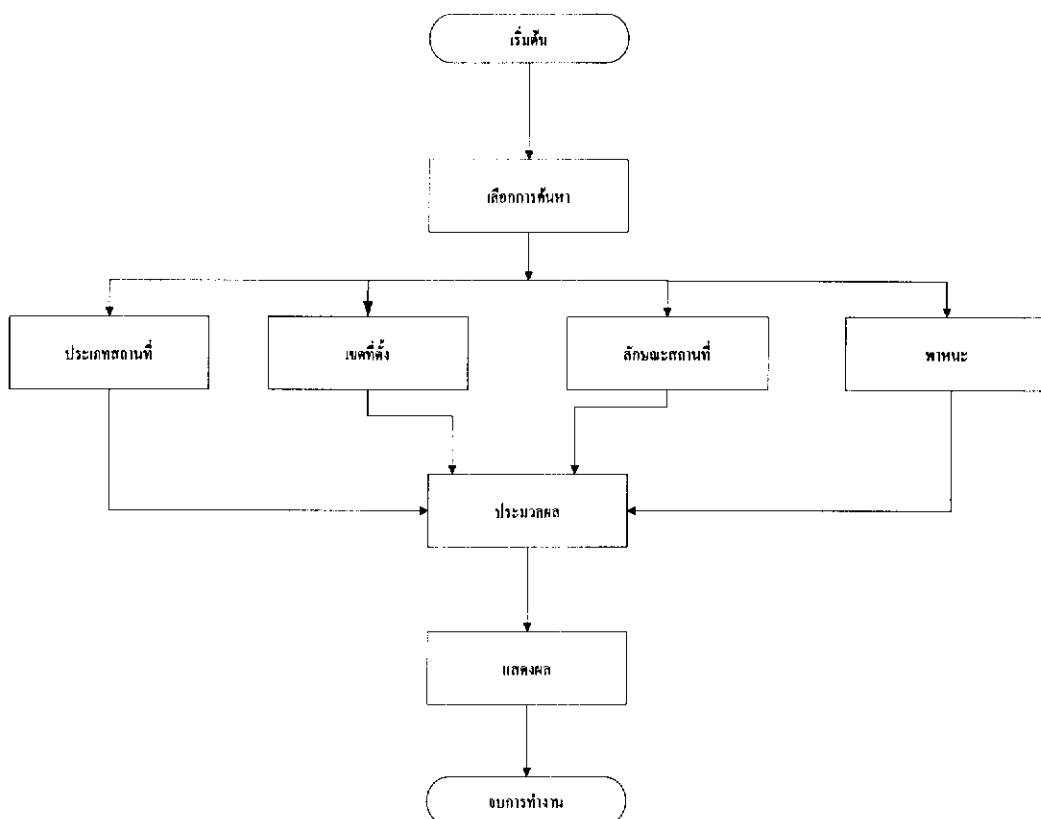 เริ่มต้น
เลือกการค้นหา
ประเภทสถานที่
เขตที่ตั้ง
ลักษณะสถานที่
พาหนะ
ประมวลผล
แสดงผล
จบการทำงาน